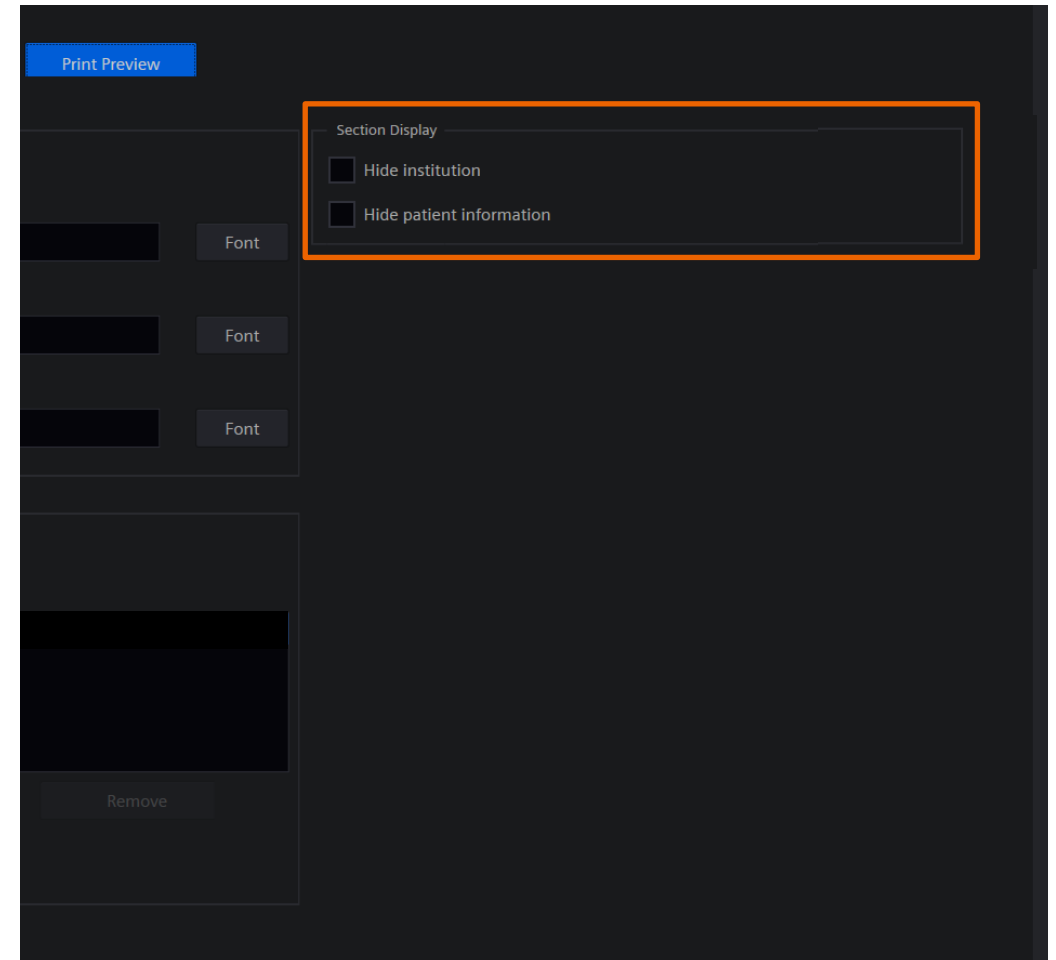 Print Preview
Section Display
Hide institution
Hide patient information
Font
Font
Font
Remove